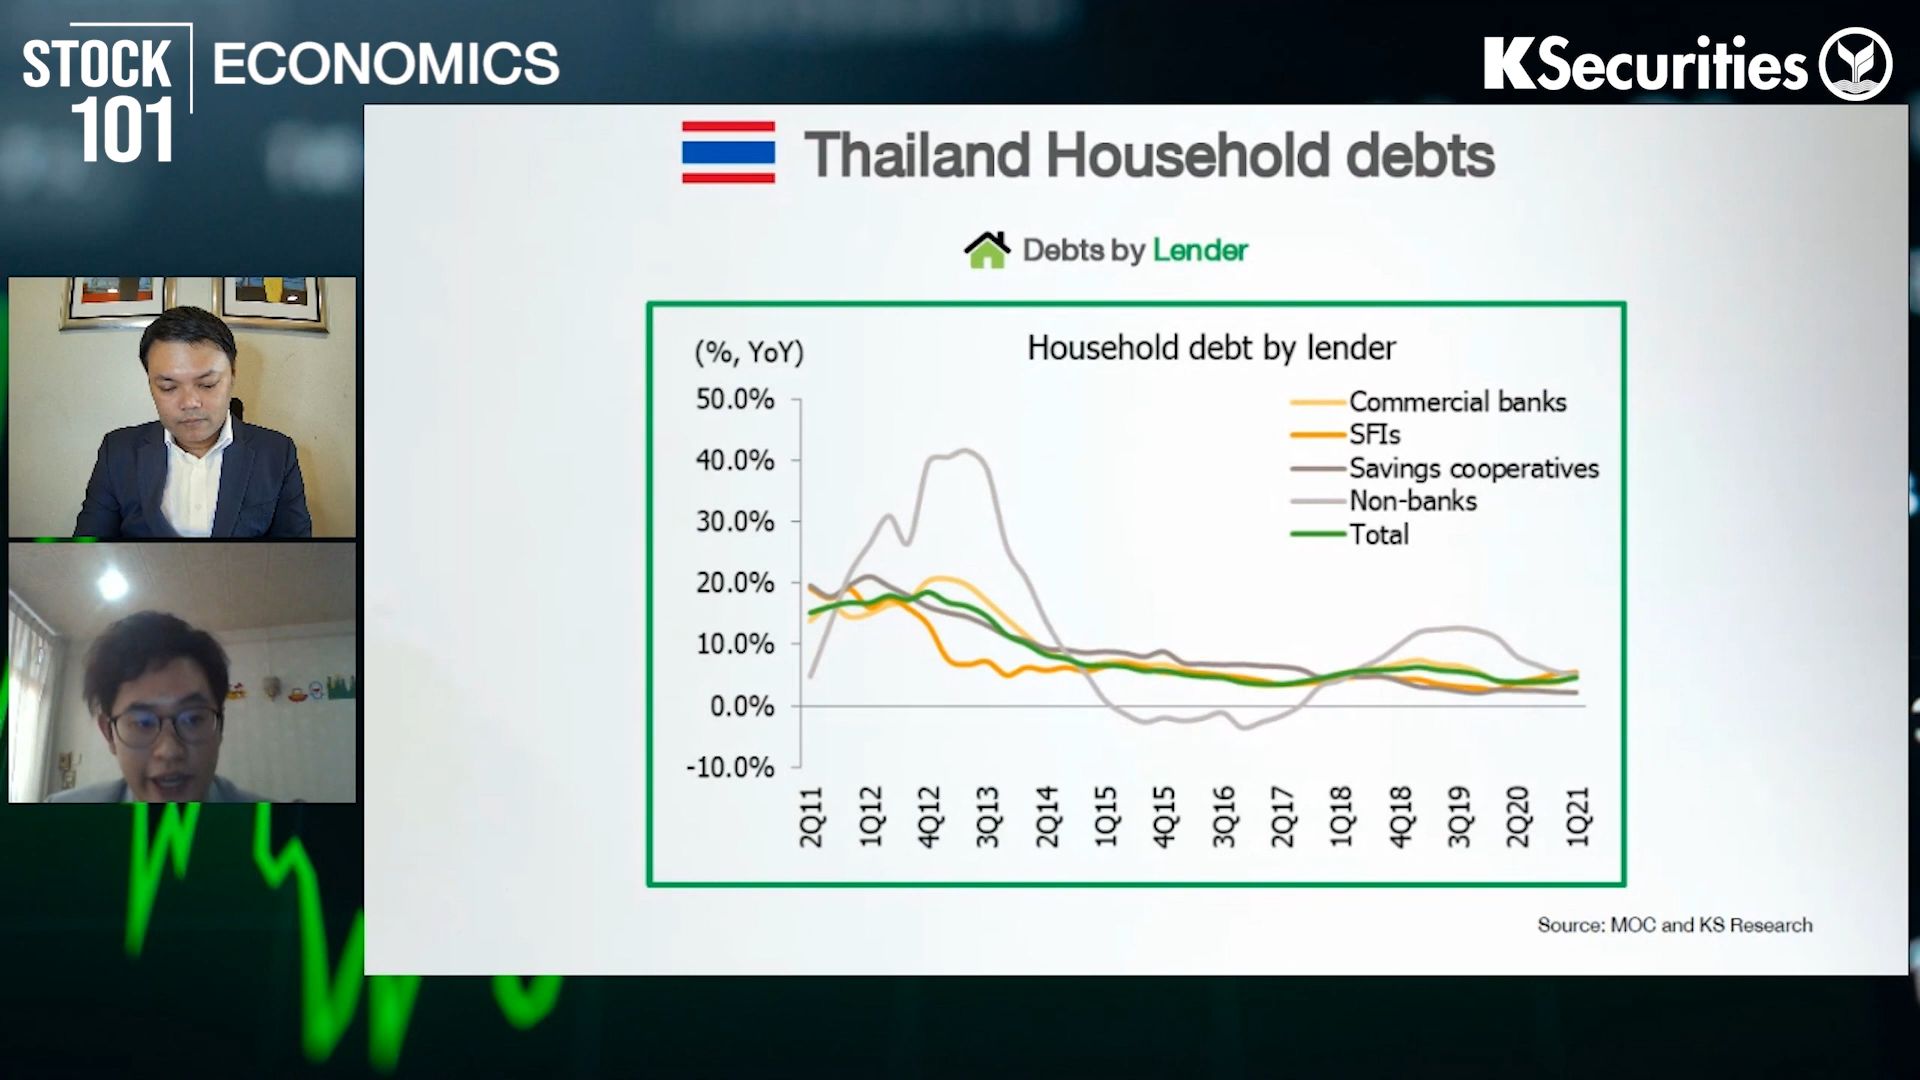 STOCK
101
ECONOMICS
KSecurities
Thailand Household debts
Debts by Lender
(%, YoY)
Household debt by lender
50.0%
40.0%
30.0%
20.0%
10.0%
0.0%
-10.0%
Commercial banks
SFIs
Savings cooperatives
Non-banks
Total
2Q11
1Q12
4Q12
3Q13
2Q14
1Q15
4Q15
3Q16
2Q17
1Q18
4Q18
3Q19
2Q20
1Q21
Source: MOC and KS Research